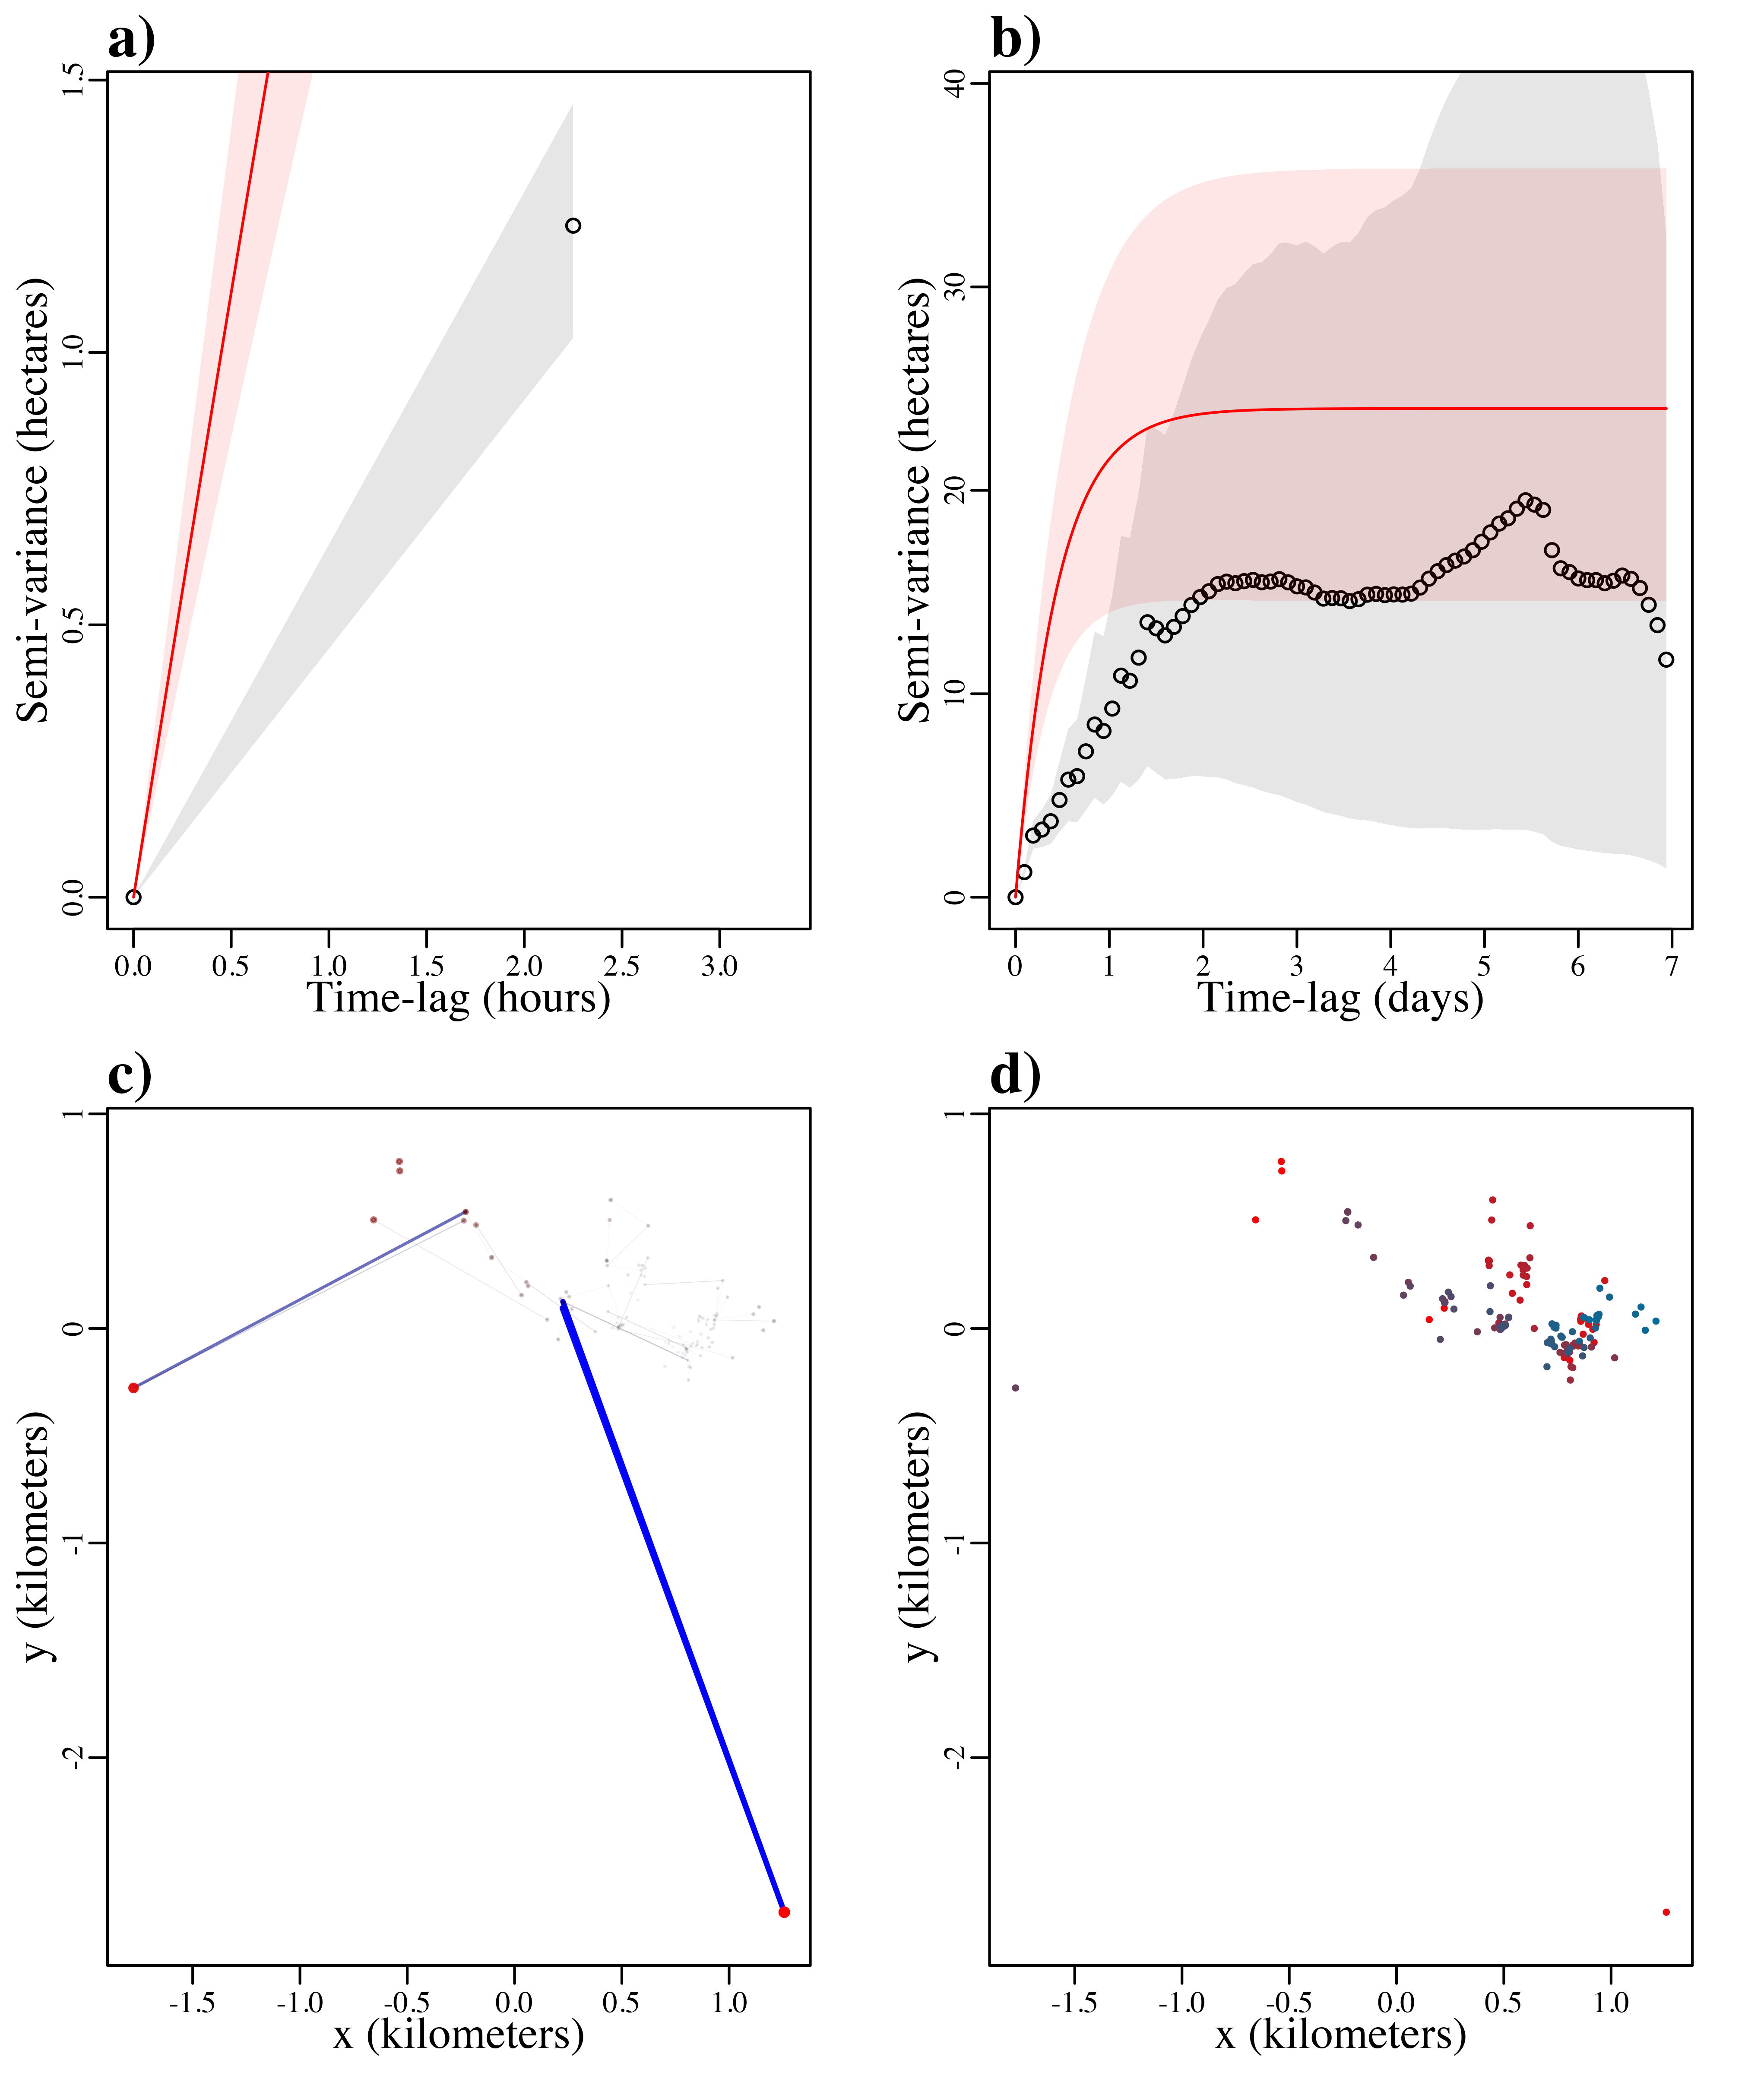 a)
Semi-variance (hectares)
1.5
1.0
0.5
0.0
0.0 0.5 1.0 1.5 2.0 2.5 3.0
Time-lag (hours)
b)
Semi-variance (hectares)
40
30
20
10
0
0 1 2 3 4 5 6 7
Time-lag (days)
c)
y (kilometers)
1
0
-1
-2
-1.5 -1.0 -0.5 0.0 0.5 1.0
x (kilometers)
d)
y (kilometers)
1
0
-1
-2
-1.5 -1.0 -0.5 0.0 0.5 1.0
x (kilometers)